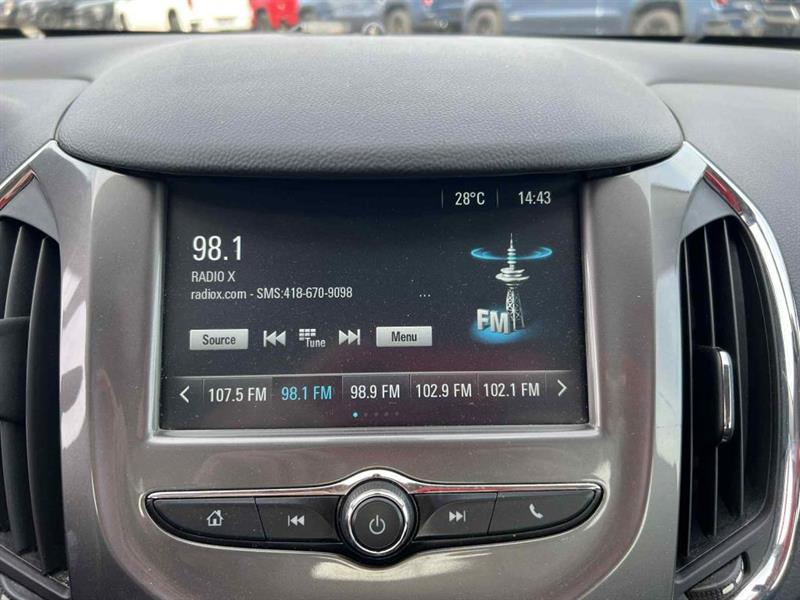 28°C 14:43
98.1
RADIO X
radiox.com - SMS:418-670-9098 ...
FM
Source Tune Menu
107.5 FM 98.1 FM 98.9 FM 102.9 FM 102.1 FM